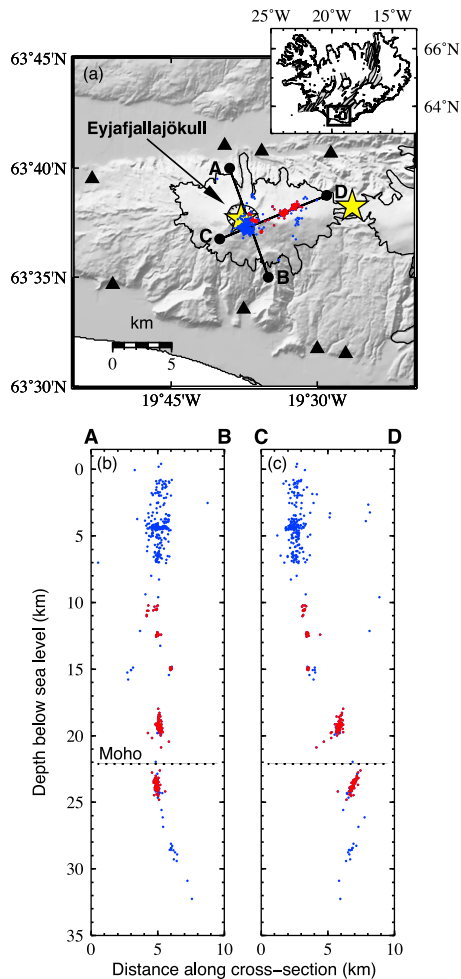 25°W 20°W 15°W
66°N
64°N
63°45'N
(a)
Eyjafjallajökull
63°40'N
A
D
C
B
63°35'N
km
0 5
63°30'N
19°45'W 19°30'W
A B C D
(b) (c)
0
5
10
15
20
25
30
35
Moho
Depth below sea level (km)
0 5 10 0 5 10
Distance along cross−section (km)